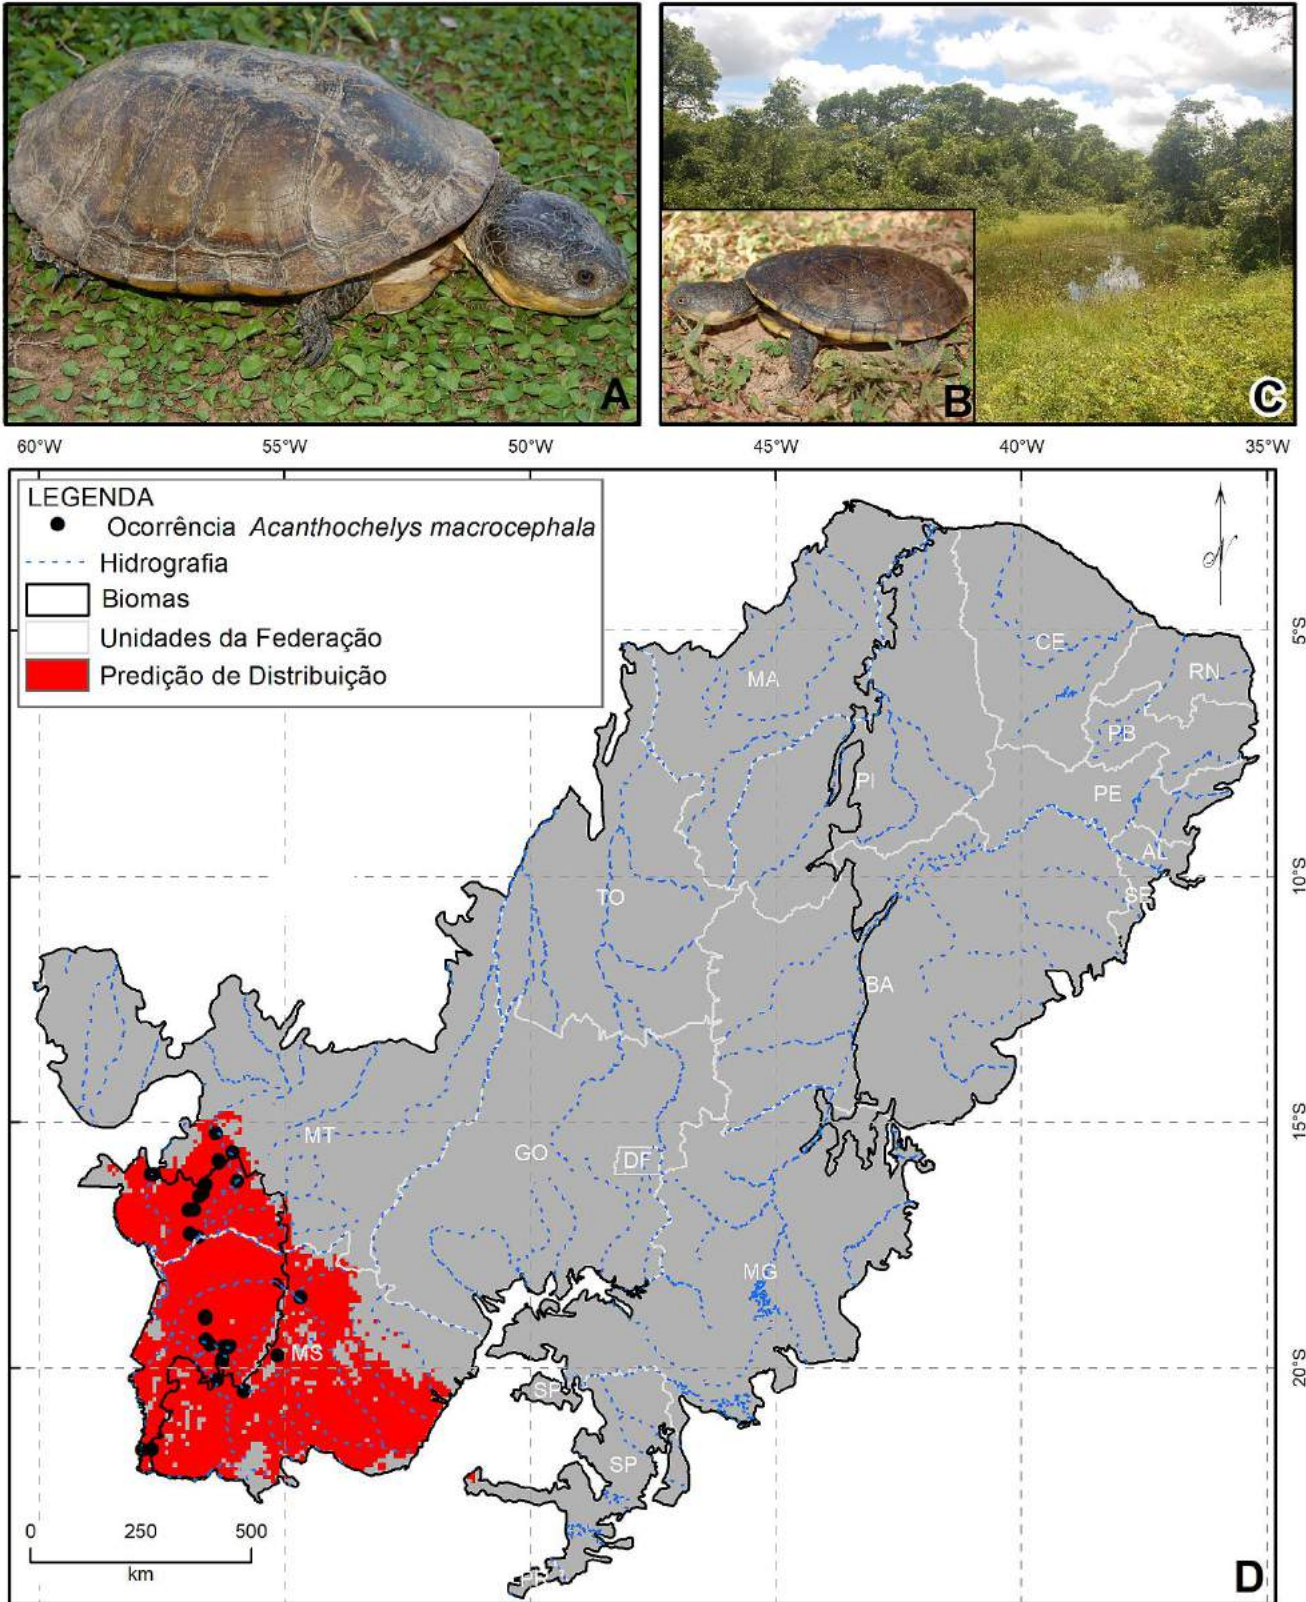 A
B
C
60°W 55°W 50°W 45°W 40°W 35°W
LEGENDA
Ocorrência Acanthochelys macrocephala
Hidrografia
Biomas
Unidades da Federação
Predição de Distribuição
N
5°S
10°S
15°S
20°S
MA
CE
RN
PB
PI
PE
AL
TO
SE
BA
MT
GO
DF
MG
MS
SP
SP
PR
0 250 500
km
D